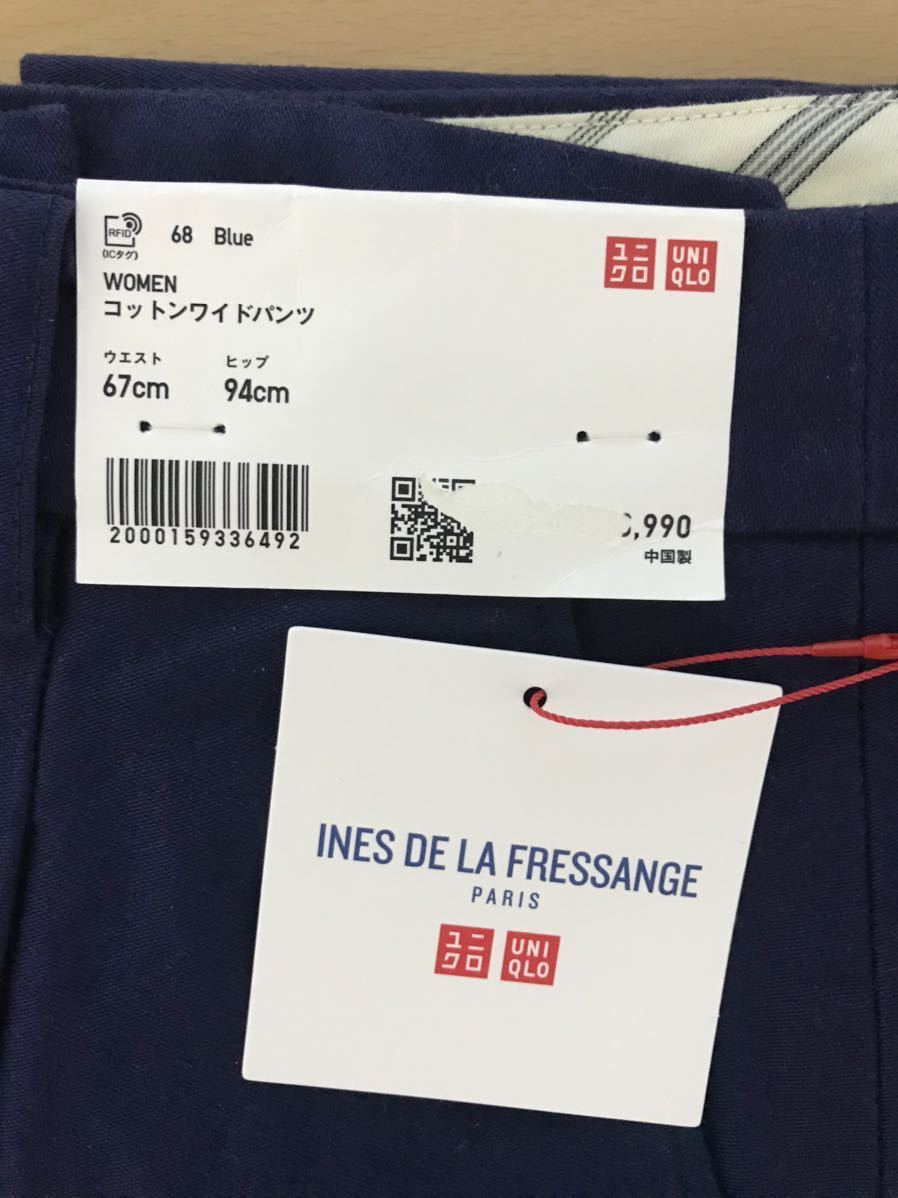 RFID
(ICタグ)
68 Blue
WOMEN
コットンワイドパンツ
ウエスト ヒップ
67cm 94cm
2000159336492
ユニクロ
UNIQLO
,990
中国製
INES DE LA FRESSANGE
PARIS
ユニクロ
UNIQLO